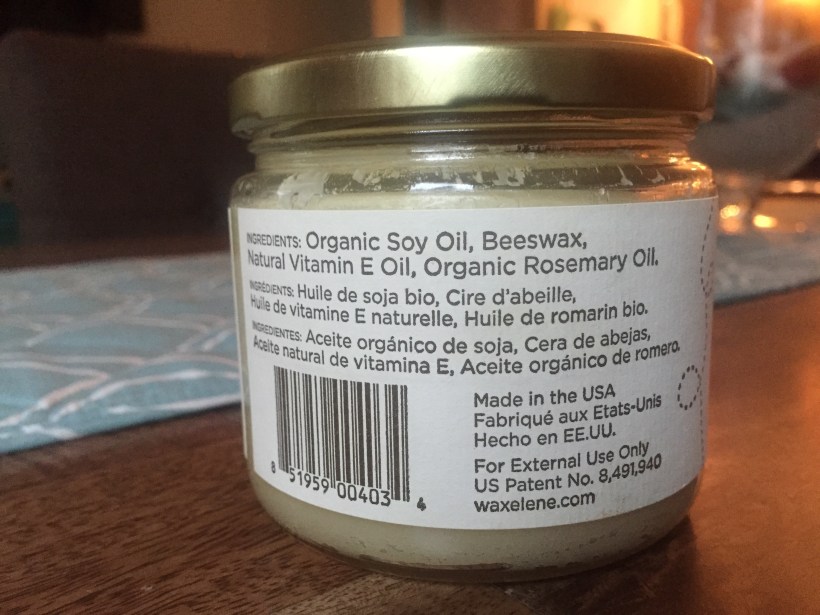 INGREDIENTS: Organic Soy Oil, Beeswax,
Natural Vitamin E Oil, Organic Rosemary Oil.
INGRÉDIENTS: Huile de soja bio, Cire d'abeille,
Huile de vitamine E naturelle, Huile de romarin bio.
INGREDIENTES: Aceite orgánico de soja, Cera de abejas,
Aceite natural de vitamina E, Aceite orgánico de romero.
Made in the USA
Fabriqué aux Etats-Unis
Hecho en EE.UU.
For External Use Only
US Patent No. 8,491,940
waxelene.com
8 51959 00403 4